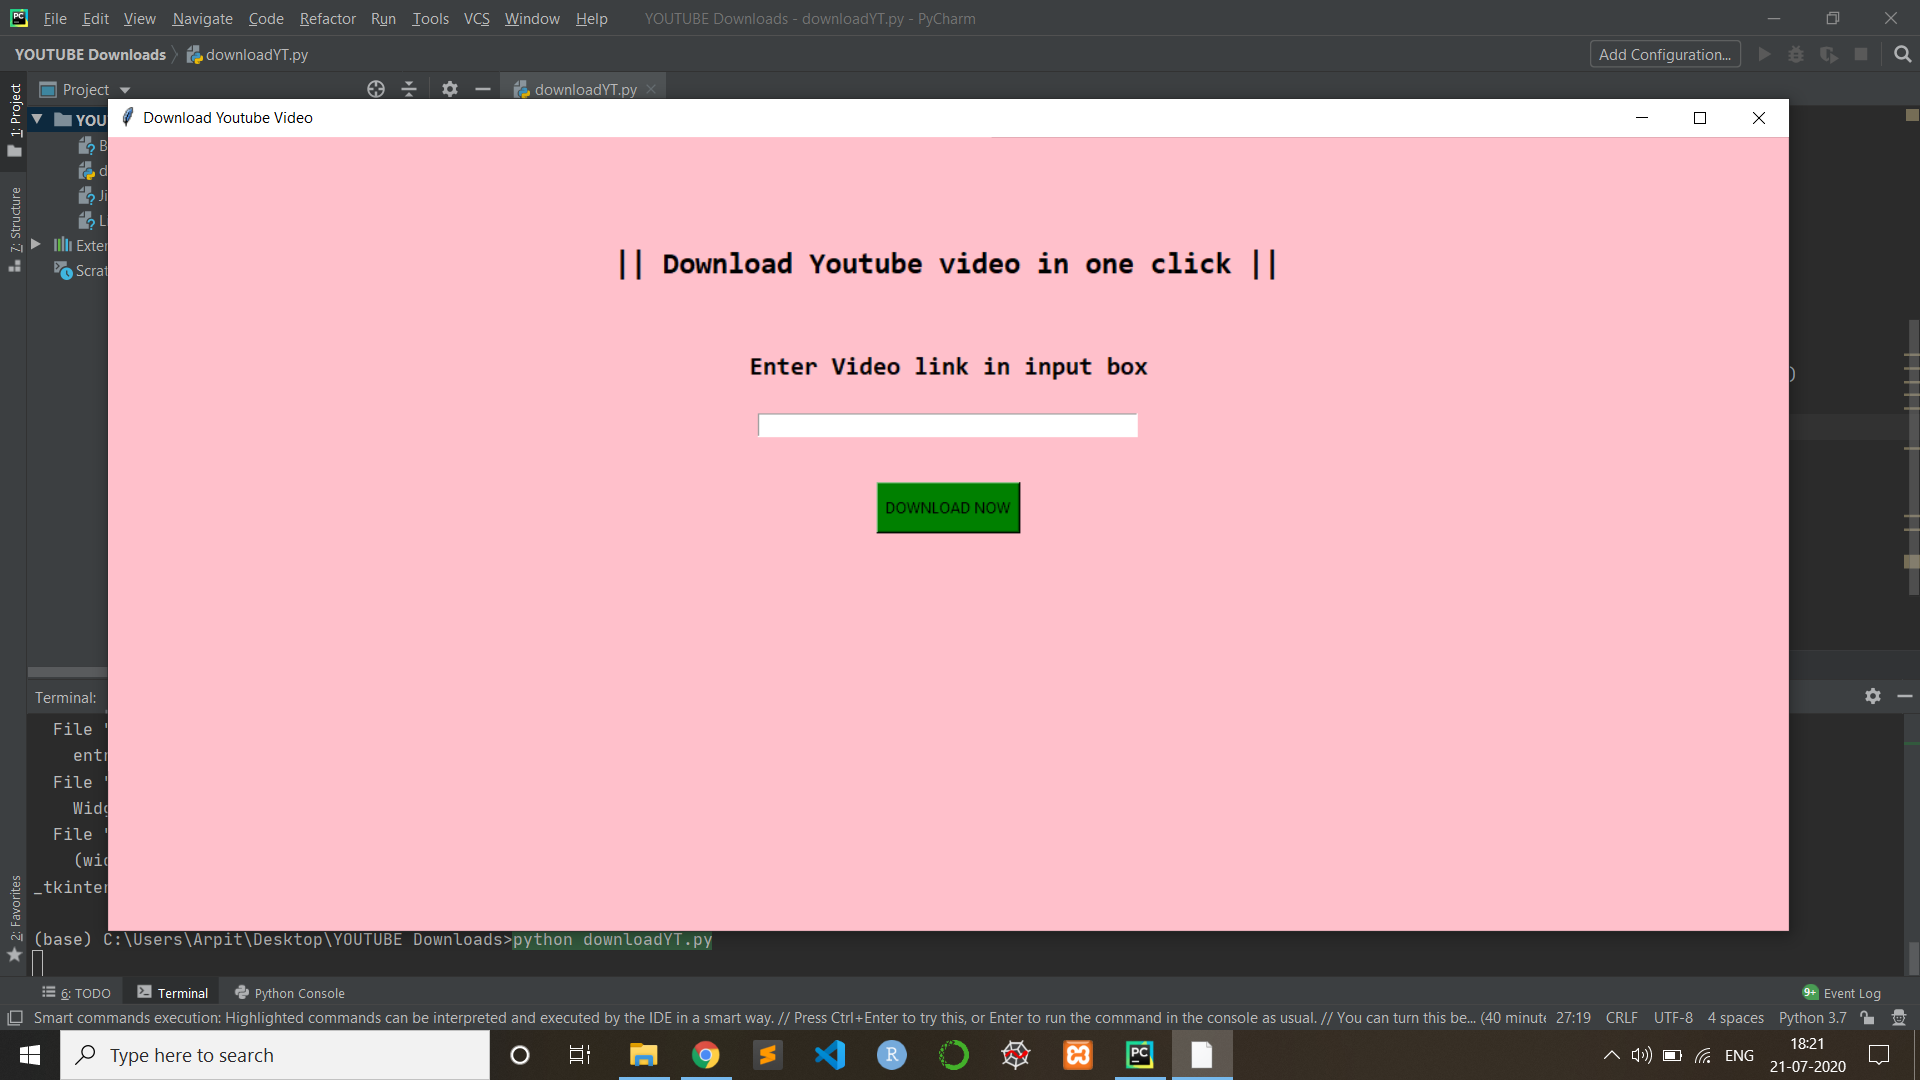 File Edit View Navigate Code Refactor Run Tools VCS Window Help YOUTUBE Downloads - downloadYT.py - PyCharm
YOUTUBE Downloads downloadYT.py Add Configuration...
Project downloadYT.py
1: Project
7: Structure
2: Favorites
YOU
Download Youtube Video
B
d
Ji
L
Exter
Scrat
|| Download Youtube video in one click ||
Enter Video link in input box
DOWNLOAD NOW
)
Terminal:
File "
entr
File "
Widg
File "
(wid
_tkinter
(base) C:\Users\Arpit\Desktop\YOUTUBE Downloads>python downloadYT.py
6: TODO Terminal Python Console 9+ Event Log
Smart commands execution: Highlighted commands can be interpreted and executed by the IDE in a smart way. // Press Ctrl+Enter to try this, or Enter to run the command in the console as usual. // You can turn this be... (40 minute 27:19 CRLF UTF-8 4 spaces Python 3.7
Type here to search
ENG
18:21
21-07-2020